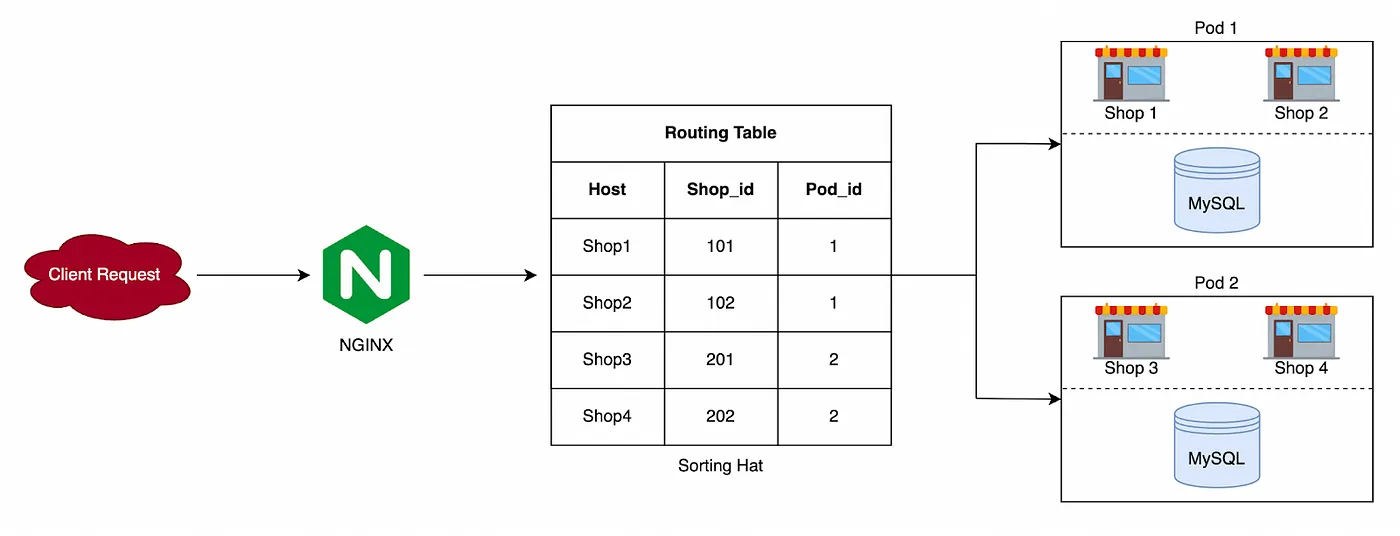 Client Request
NGINX
Routing Table
Host Shop_id Pod_id
Shop1 101 1
Shop2 102 1
Shop3 201 2
Shop4 202 2
Sorting Hat
Pod 1
Shop 1 Shop 2
MySQL
Pod 2
Shop 3 Shop 4
MySQL